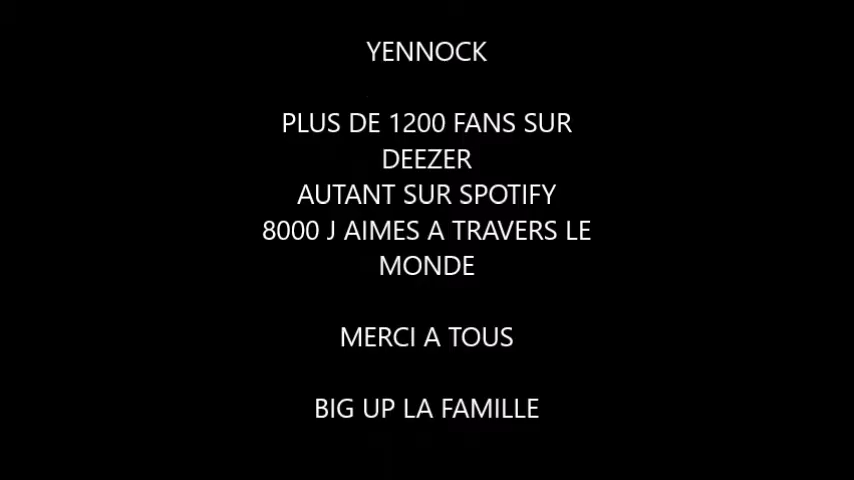 YENNOCK
PLUS DE 1200 FANS SUR
DEEZER
AUTANT SUR SPOTIFY
8000 J AIMES A TRAVERS LE
MONDE
MERCI A TOUS
BIG UP LA FAMILLE